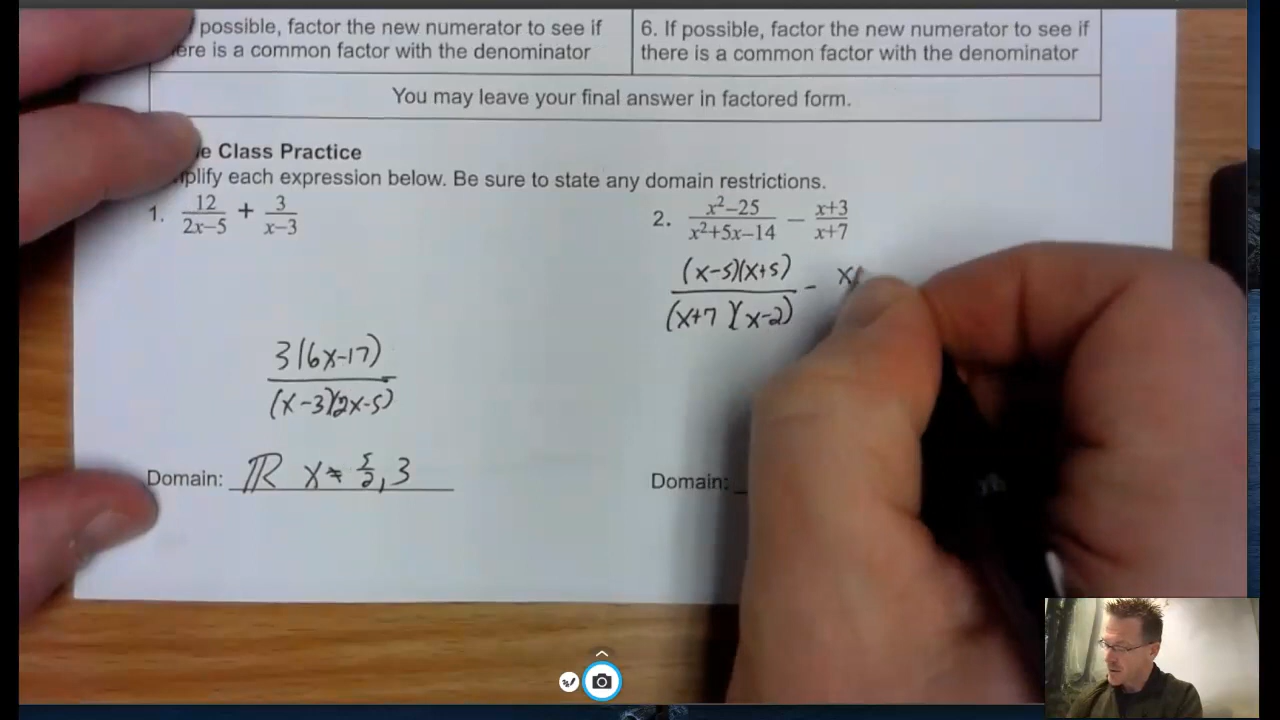 possible, factor the new numerator to see if
ere is a common factor with the denominator
6. If possible, factor the new numerator to see if
there is a common factor with the denominator
You may leave your final answer in factored form.
e Class Practice
plify each expression below. Be sure to state any domain restrictions.
1. 12/(2x−5) + 3/(x−3)
3(6x-17)
(x-3)(2x-5)
Domain: ℝ x≠ 5/2, 3
2. (x²−25)/(x²+5x−14) − (x+3)/(x+7)
(x-5)(x+5)
(x+7)(x-2)
- x
Domain: